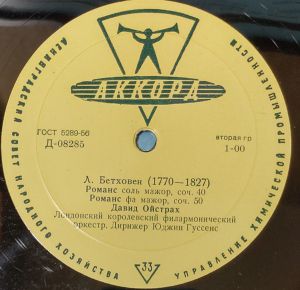 ЛЕНИНГРАДСКИЙ СОВЕТ НАРОДНОГО ХОЗЯЙСТВА
УПРАВЛЕНИЕ ХИМИЧЕСКОЙ ПРОМЫШЛЕННОСТИ
АККОРД
ГОСТ 5289-56
Д-08285
вторая гр
1-00
Л. Бетховен (1770—1827)
Романс соль мажор, соч. 40
Романс фа мажор, соч. 50
Давид Ойстрах
Лондонский королевский филармонический
оркестр. Дирижер Юджин Гуссенс
33